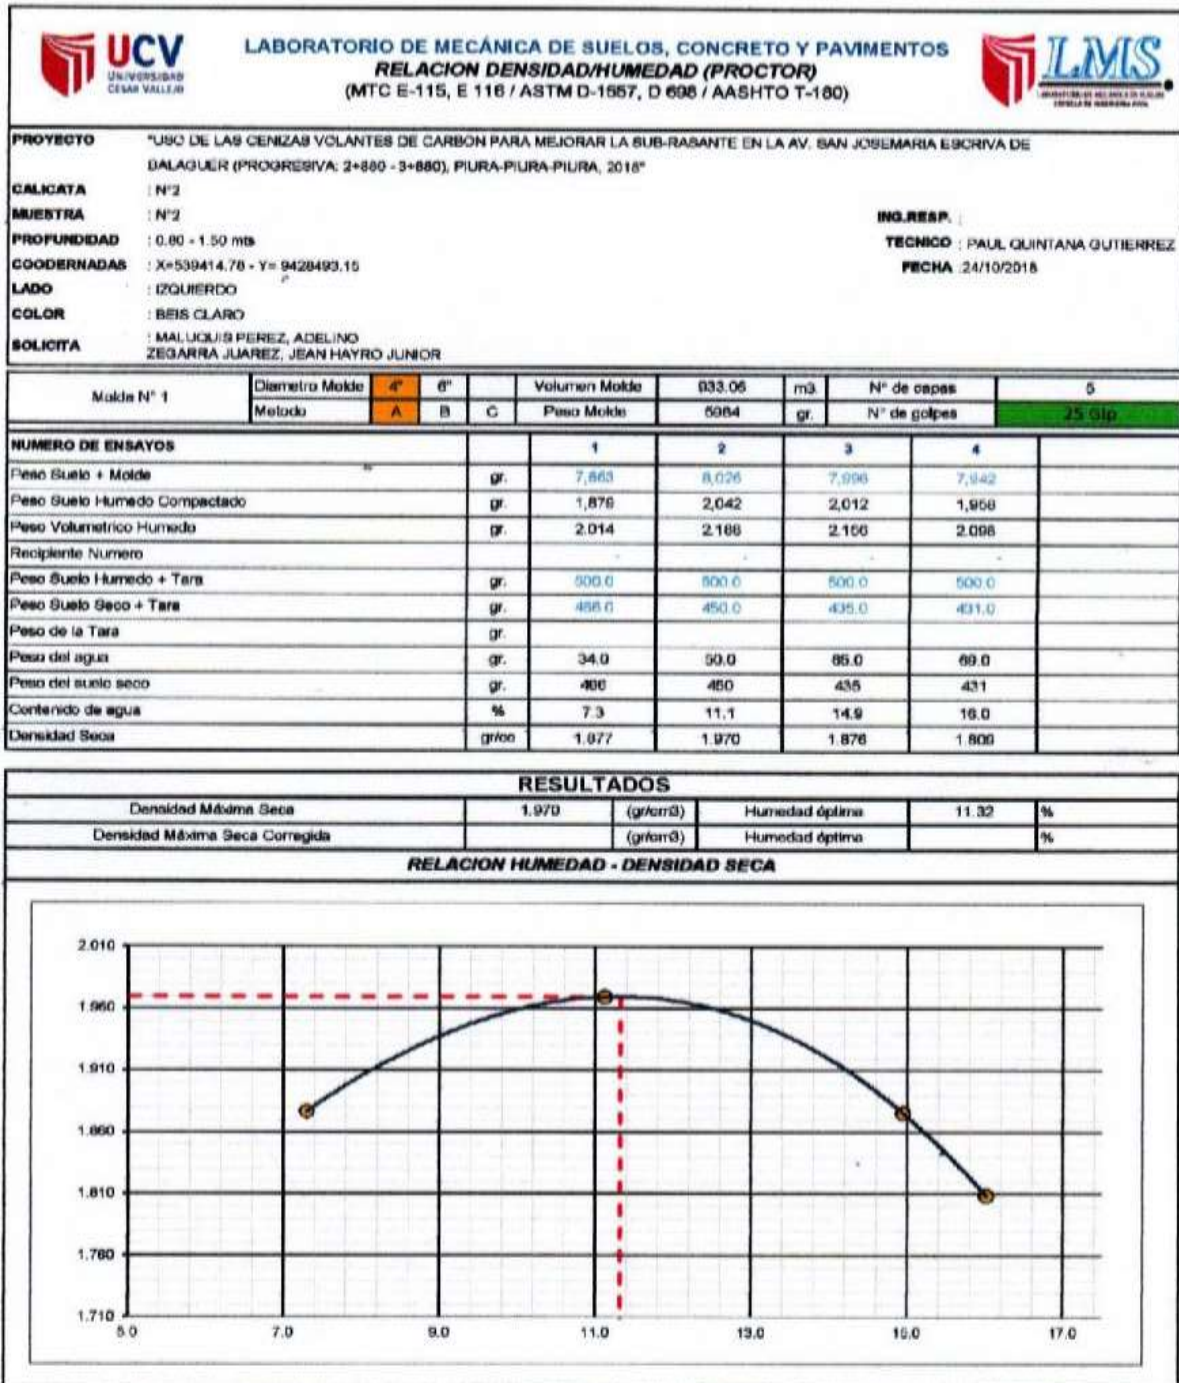 UCV
UNIVERSIDAD
CÉSAR VALLEJO
LABORATORIO DE MECÁNICA DE SUELOS, CONCRETO Y PAVIMENTOS
RELACION DENSIDAD/HUMEDAD (PROCTOR)
(MTC E-115, E 116 / ASTM D-1557, D 698 / AASHTO T-180)
LMS
PROYECTO "USO DE LAS CENIZAS VOLANTES DE CARBON PARA MEJORAR LA SUB-RASANTE EN LA AV. SAN JOSEMARIA ESCRIVA DE
BALAGUER (PROGRESIVA: 2+880 - 3+880), PIURA-PIURA-PIURA, 2018"
CALICATA : N°2
MUESTRA : N°2 ING.RESP. :
PROFUNDIDAD : 0.80 - 1.50 mts TECNICO : PAUL QUINTANA GUTIERREZ
COODERNADAS : X=539414.78 - Y= 9428493.15 FECHA :24/10/2018
LADO : IZQUIERDO
COLOR : BEIS CLARO
SOLICITA : MALUQUIS PEREZ, ADELINO
ZEGARRA JUAREZ, JEAN HAYRO JUNIOR
Molde N° 1 Diametro Molde 4" 6" Volumen Molde 933.06 m3 N° de capas 5
Metodo A B C Peso Molde 5984 gr. N° de golpes 25 Glp
NUMERO DE ENSAYOS 1 2 3 4
Peso Suelo + Molde gr. 7,863 8,026 7,996 7,942
Peso Suelo Humedo Compactado gr. 1,879 2,042 2,012 1,958
Peso Volumetrico Humedo gr. 2.014 2.188 2.156 2.098
Recipiente Numero - - - -
Peso Suelo Humedo + Tara gr. 500.0 500.0 500.0 500.0
Peso Suelo Seco + Tara gr. 466.0 450.0 435.0 431.0
Peso de la Tara gr.
Peso del agua gr. 34.0 50.0 65.0 69.0
Peso del suelo seco gr. 466 450 435 431
Contenido de agua % 7.3 11.1 14.9 16.0
Densidad Seca gr/cc 1.877 1.970 1.876 1.809
RESULTADOS
Densidad Máxima Seca 1.970 (gr/cm3) Humedad óptima 11.32 %
Densidad Máxima Seca Corregida (gr/cm3) Humedad óptima %
RELACION HUMEDAD - DENSIDAD SECA
2.010
1.960
1.910
1.860
1.810
1.760
1.710
5.0 7.0 9.0 11.0 13.0 15.0 17.0